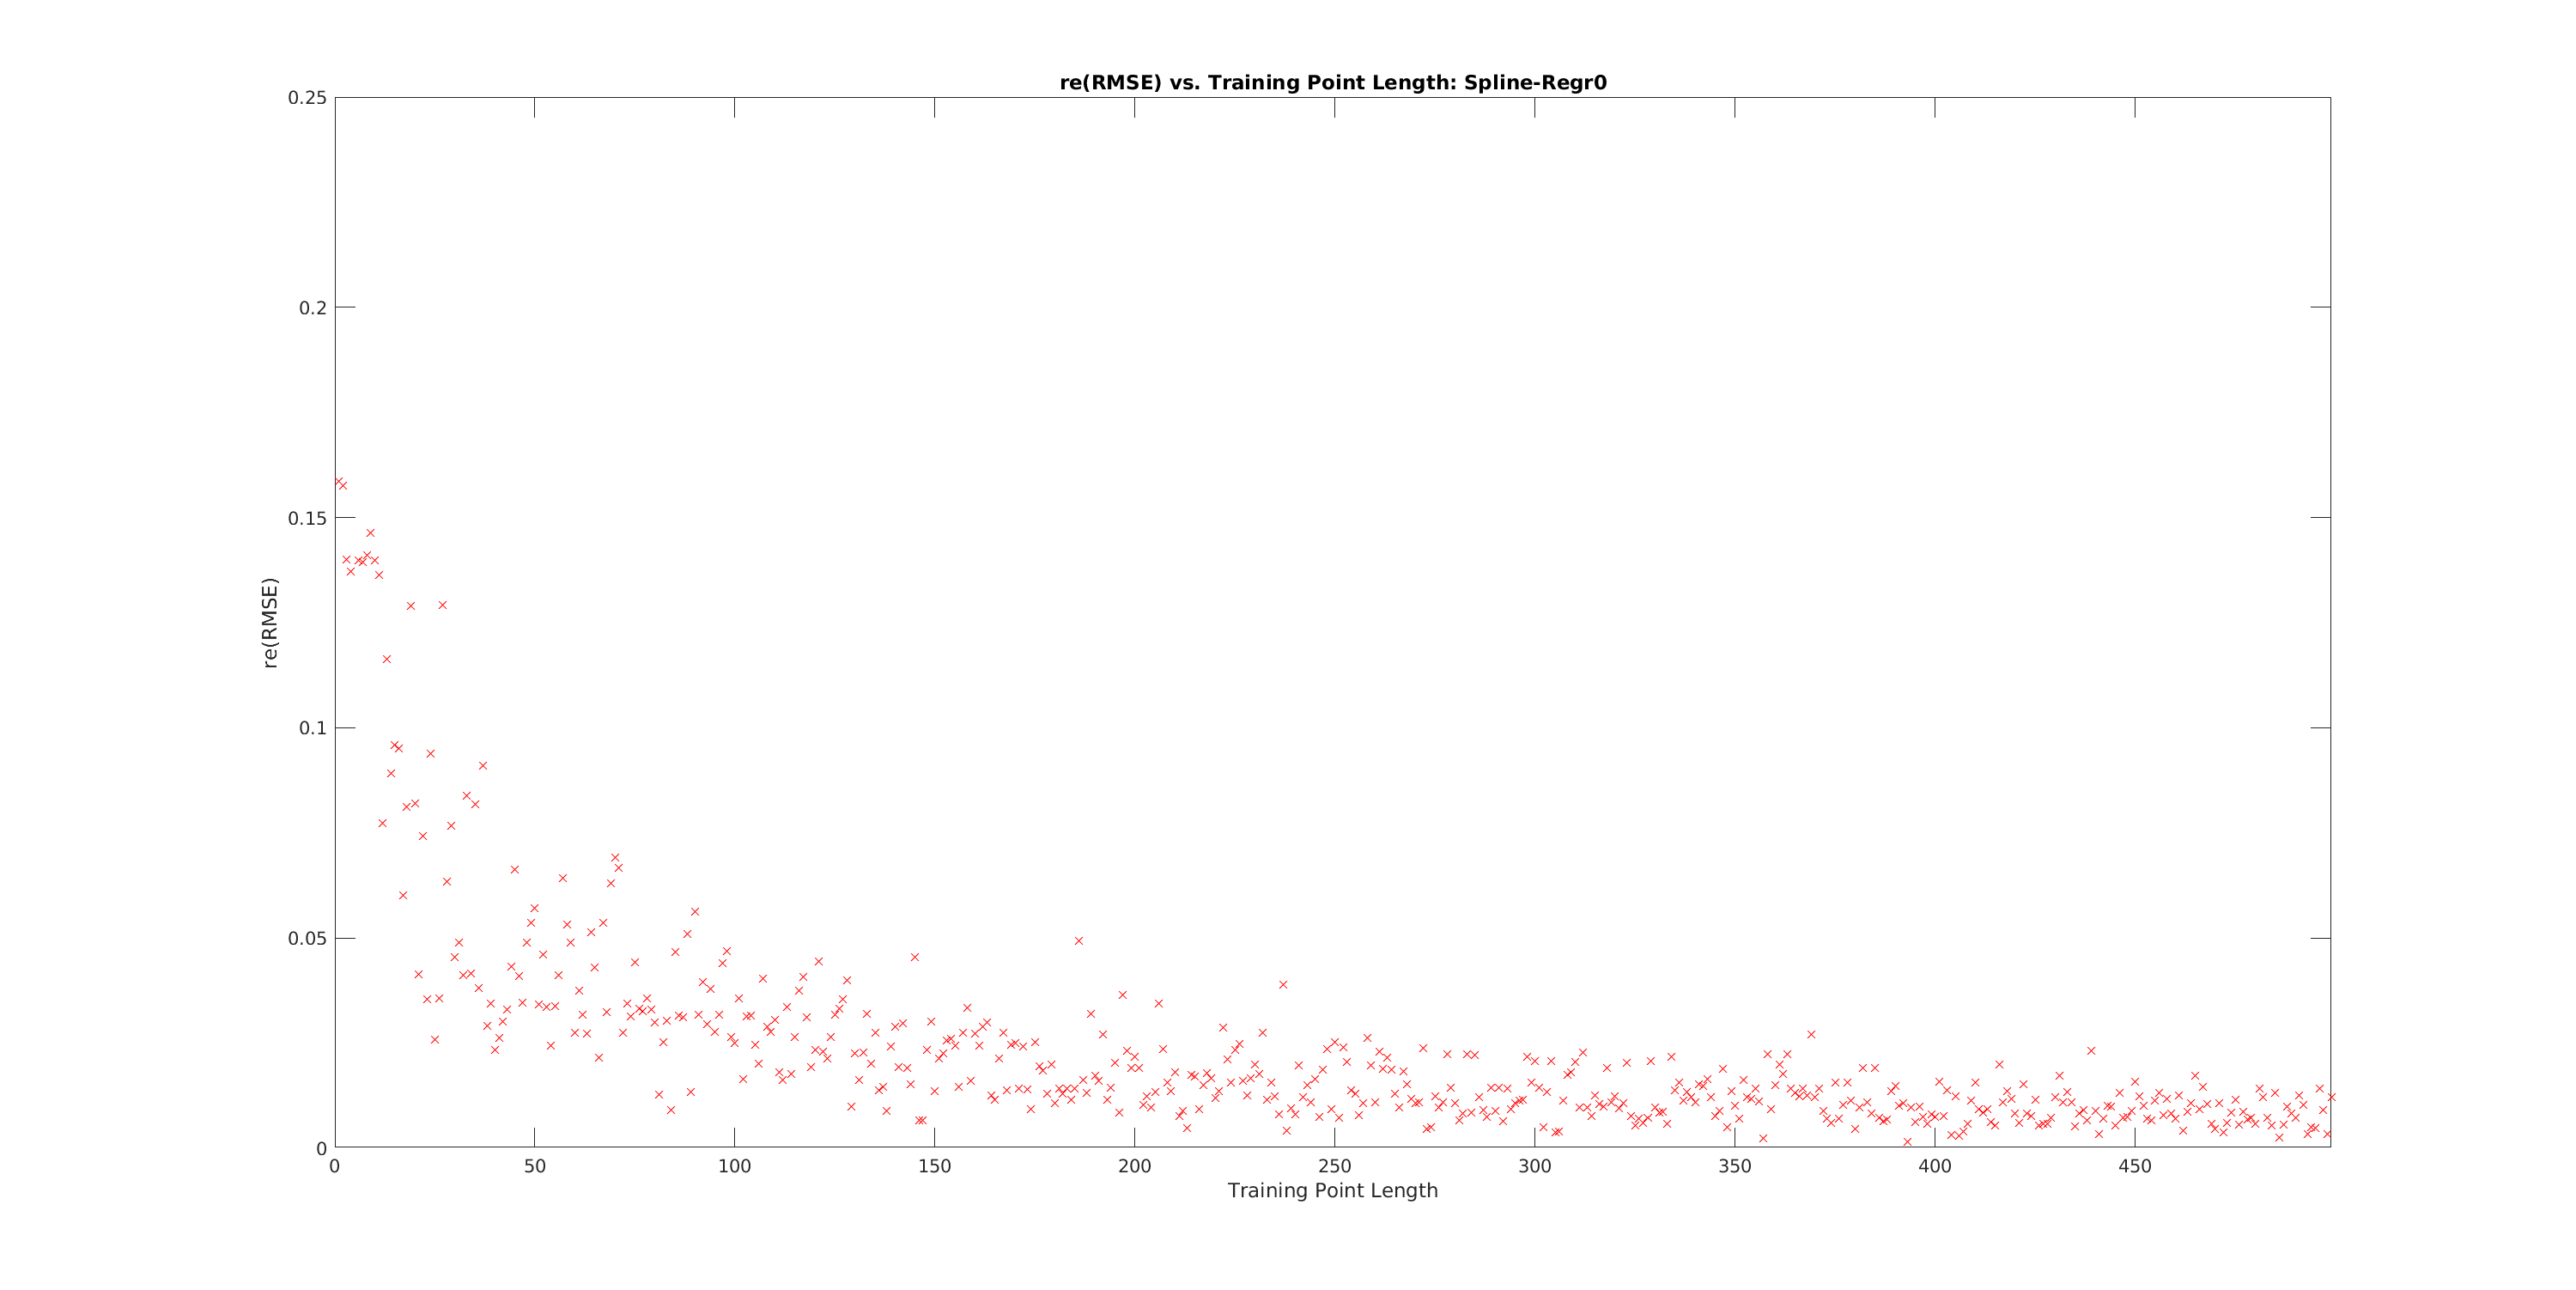 re(RMSE) vs. Training Point Length: Spline-Regr0
0.25
0.2
0.15
0.1
0.05
0
re(RMSE)
0 50 100 150 200 250 300 350 400 450
Training Point Length